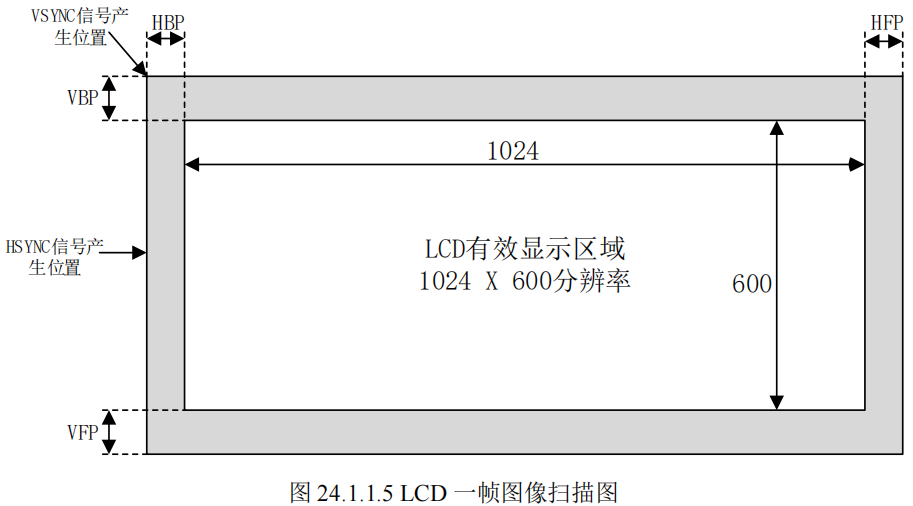 VSYNC信号产
生位置
HBP
HFP
VBP
1024
HSYNC信号产
生位置
LCD有效显示区域
1024 X 600分辨率
600
VFP
图 24.1.1.5 LCD 一帧图像扫描图